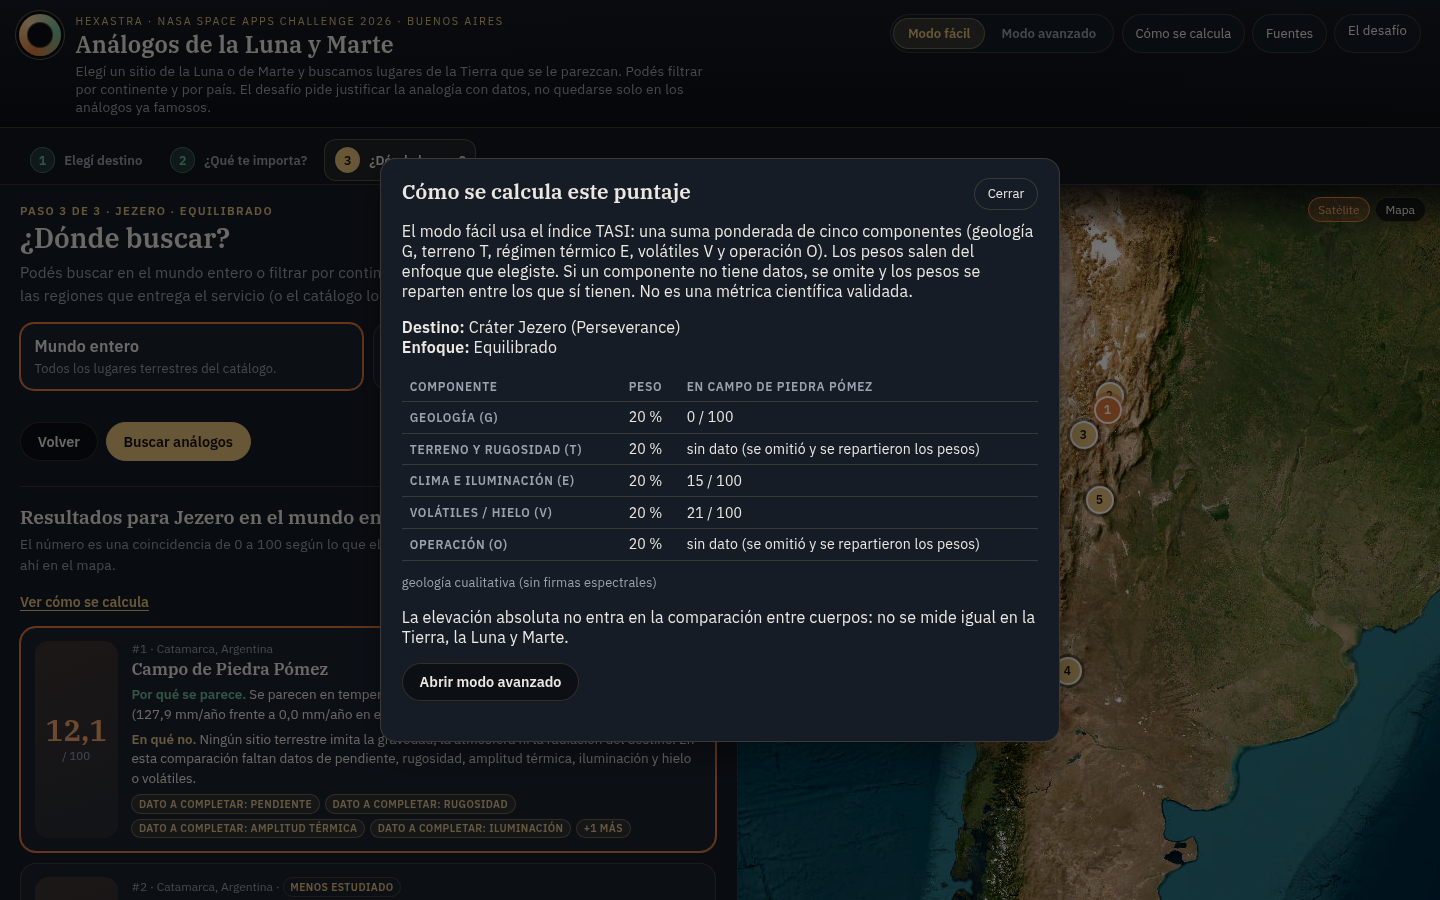 HEXASTRA · NASA SPACE APPS CHALLENGE 2026 · BUENOS AIRES
Análogos de la Luna y Marte
Elegí un sitio de la Luna o de Marte y buscamos lugares de la Tierra que se le parezcan. Podés filtrar
por continente y por país. El desafío pide justificar la analogía con datos, no quedarse solo en los
análogos ya famosos.
Modo fácil
Modo avanzado
Cómo se calcula
Fuentes
El desafío
1 Elegí destino
2 ¿Qué te importa?
3
PASO 3 DE 3 · JEZERO · EQUILIBRADO
¿Dónde buscar?
Podés buscar en el mundo entero o filtrar por
las regiones que entrega el servicio (o el catálogo
Mundo entero
Todos los lugares terrestres del catálogo.
Volver
Buscar análogos
Resultados para Jezero en el mundo
El número es una coincidencia de 0 a 100 según lo que
ahí en el mapa.
Ver cómo se calcula
#1 · Catamarca, Argentina
Campo de Piedra Pómez
12,1
/ 100
Por qué se parece. Se parecen en
(127,9 mm/año frente a 0,0 mm/año en
En qué no. Ningún sitio terrestre imita la gravedad, la atmósfera ni la radiación del destino. En
esta comparación faltan datos de pendiente, rugosidad, amplitud térmica, iluminación y hielo
o volátiles.
DATO A COMPLETAR: PENDIENTE
DATO A COMPLETAR: RUGOSIDAD
DATO A COMPLETAR: AMPLITUD TÉRMICA
DATO A COMPLETAR: ILUMINACIÓN
+1 MÁS
#2 · Catamarca, Argentina · MENOS ESTUDIADO
Cómo se calcula este puntaje
Cerrar
El modo fácil usa el índice TASI: una suma ponderada de cinco componentes (geología
G, terreno T, régimen térmico E, volátiles V y operación O). Los pesos salen del
enfoque que elegiste. Si un componente no tiene datos, se omite y los pesos se
reparten entre los que sí tienen. No es una métrica científica validada.
Destino: Cráter Jezero (Perseverance)
Enfoque: Equilibrado
COMPONENTE PESO EN CAMPO DE PIEDRA PÓMEZ
GEOLOGÍA (G) 20 % 0 / 100
TERRENO Y RUGOSIDAD (T) 20 % sin dato (se omitió y se repartieron los pesos)
CLIMA E ILUMINACIÓN (E) 20 % 15 / 100
VOLÁTILES / HIELO (V) 20 % 21 / 100
OPERACIÓN (O) 20 % sin dato (se omitió y se repartieron los pesos)
geología cualitativa (sin firmas espectrales)
La elevación absoluta no entra en la comparación entre cuerpos: no se mide igual en la
Tierra, la Luna y Marte.
Abrir modo avanzado
Satélite
Mapa
1
3
5
4